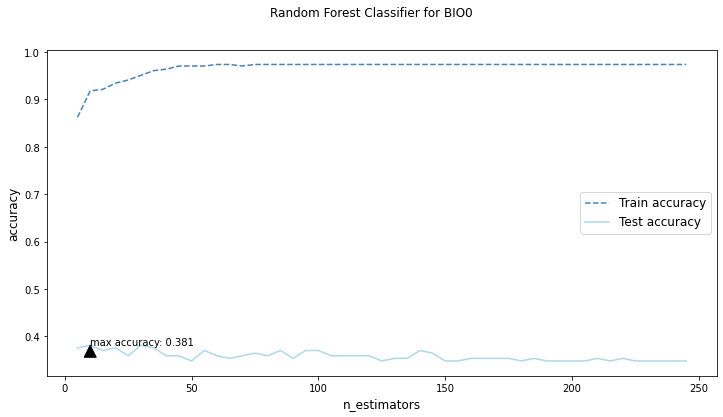 Random Forest Classifier for BIO0
1.0
0.9
0.8
0.7
0.6
0.5
0.4
accuracy
Train accuracy
Test accuracy
max accuracy: 0.381
0
50
100
150
200
250
n_estimators